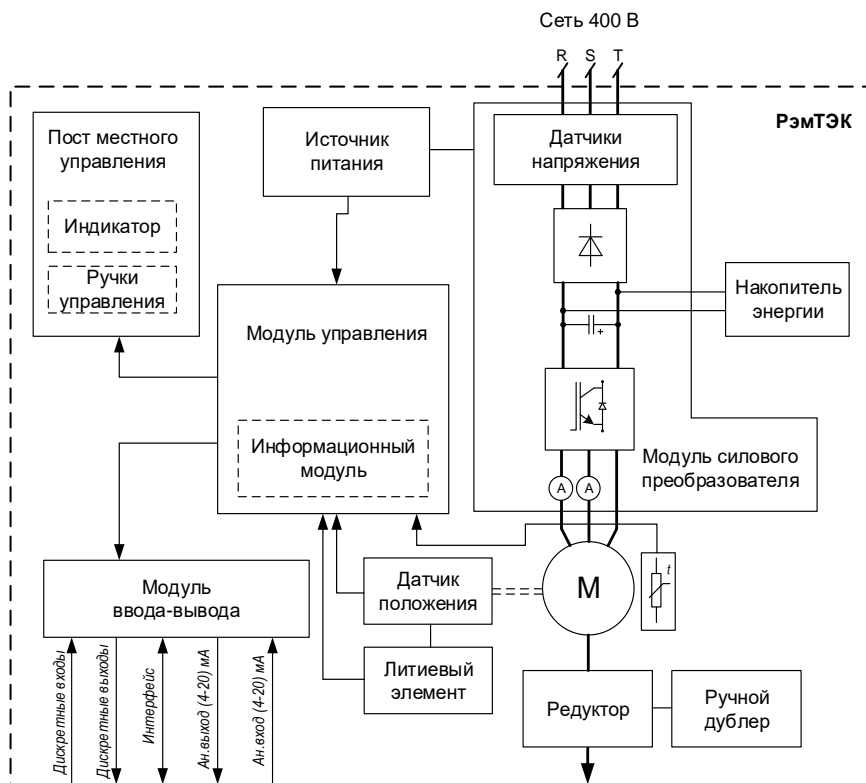 Сеть 400 В
R S T
РэмТЭК
Пост местного
управления
Индикатор
Ручки
управления
Источник
питания
Датчики
напряжения
Накопитель
энергии
Модуль управления
Информационный
модуль
+
Модуль силового
преобразователя
A A
Модуль
ввода-вывода
Датчик
положения
M
t
Литиевый
элемент
Редуктор
Ручной
дублер
Дискретные входы
Дискретные выходы
Интерфейс
Ан.выход (4-20) мА
Ан.вход (4-20) мА